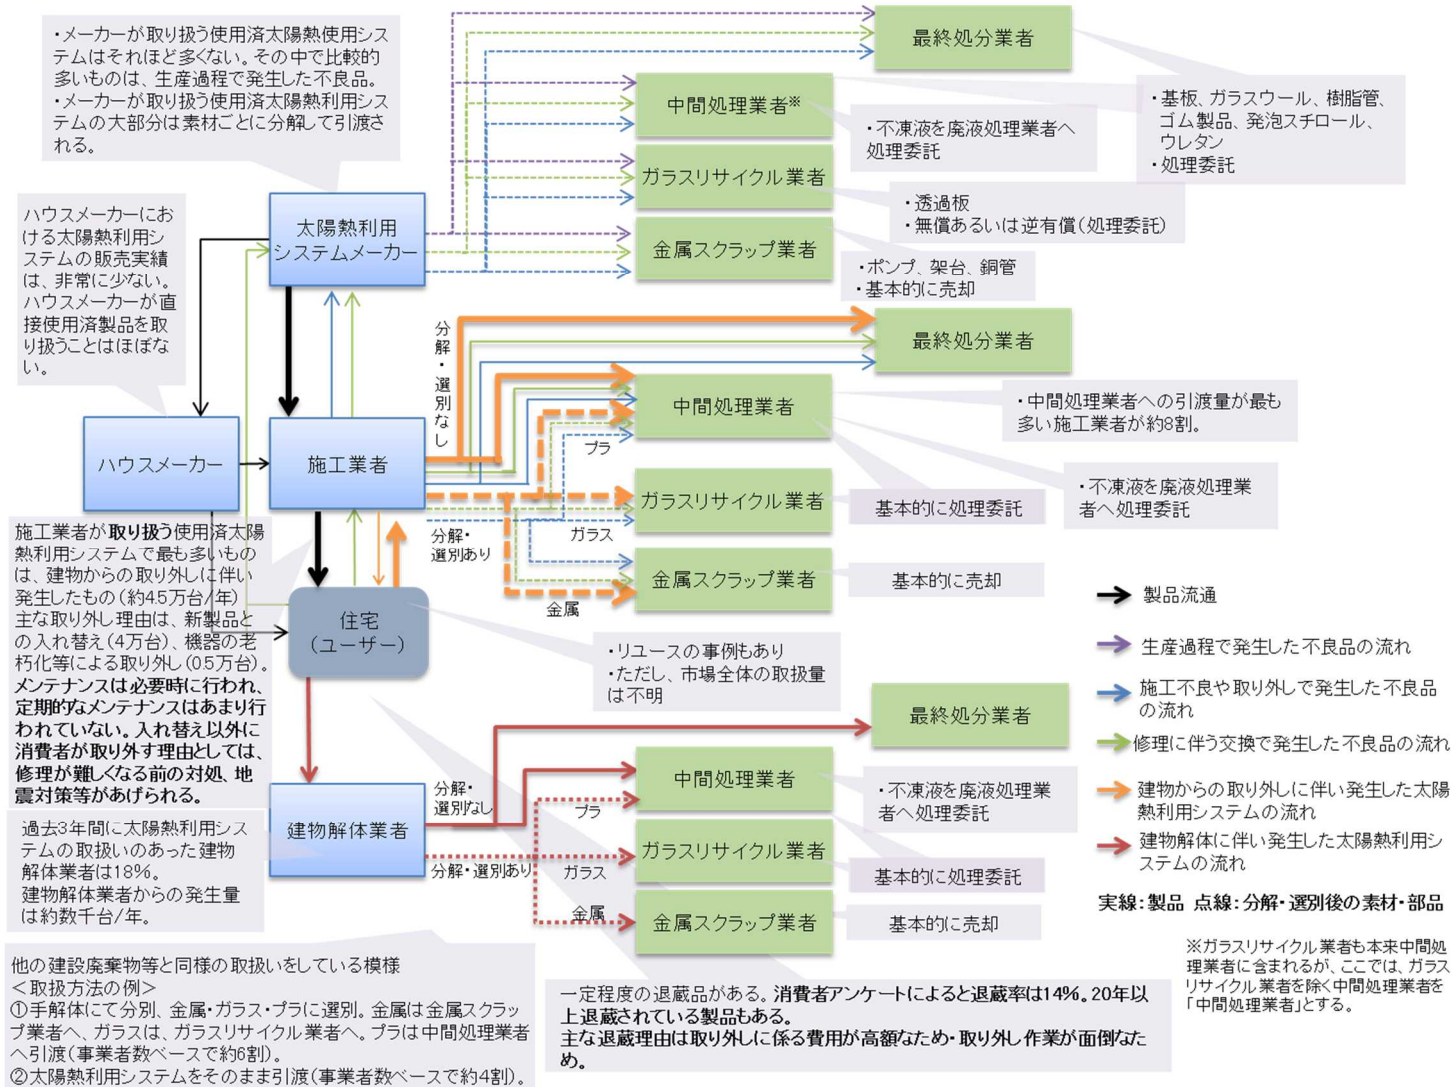 ・メーカーが取り扱う使用済太陽熱使用シス
テムはそれほど多くない。その中で比較的
多いものは、生産過程で発生した不良品。
・メーカーが取り扱う使用済太陽熱利用シス
テムの大部分は素材ごとに分解して引渡さ
れる。
最終処分業者
中間処理業者※
・不凍液を廃液処理業者へ
処理委託
・基板、ガラスウール、樹脂管、
ゴム製品、発泡スチロール、
ウレタン
・処理委託
ガラスリサイクル業者
・透過板
・無償あるいは逆有償(処理委託)
金属スクラップ業者
・ポンプ、架台、銅管
・基本的に売却
太陽熱利用
システムメーカー
ハウスメーカーにお
ける太陽熱利用シ
ステムの販売実績
は、非常に少ない。
ハウスメーカーが直
接使用済製品を取
り扱うことはほぼな
い。
ハウスメーカー
施工業者
分解・選別なし
最終処分業者
中間処理業者
・中間処理業者への引渡量が最も
多い施工業者が約8割。
プラ
・不凍液を廃液処理業
者へ処理委託
ガラスリサイクル業者
基本的に処理委託
分解・
選別あり
ガラス
金属スクラップ業者
基本的に売却
金属
施工業者が取り扱う使用済太陽
熱利用システムで最も多いもの
は、建物からの取り外しに伴い
発生したもの(約4.5万台/年)
主な取り外し理由は、新製品と
の入れ替え(4万台)、機器の老
朽化等による取り外し(0.5万台)。
メンテナンスは必要時に行われ、
定期的なメンテナンスはあまり行
われていない。入れ替え以外に
消費者が取り外す理由としては、
修理が難しくなる前の対処、地
震対策等があげられる。
住宅
(ユーザー)
・リユースの事例もあり
・ただし、市場全体の取扱量
は不明
建物解体業者
過去3年間に太陽熱利用シス
テムの取扱いのあった建物
解体業者は18%。
建物解体業者からの発生量
は約数千台/年。
分解・
選別なし
最終処分業者
中間処理業者
・不凍液を廃液処理業
者へ処理委託
プラ
分解・選別あり
ガラス
ガラスリサイクル業者
基本的に処理委託
金属
金属スクラップ業者
基本的に売却
他の建設廃棄物等と同様の取扱いをしている模様
<取扱方法の例>
①手解体にて分別、金属・ガラス・プラに選別。金属は金属スクラッ
プ業者へ、ガラスは、ガラスリサイクル業者へ。プラは中間処理業者
へ引渡(事業者数ベースで約6割)。
②太陽熱利用システムをそのまま引渡(事業者数ベースで約4割)。
一定程度の退蔵品がある。消費者アンケートによると退蔵率は14%。20年以
上退蔵されている製品もある。
主な退蔵理由は取り外しに係る費用が高額なため・取り外し作業が面倒なた
め。
製品流通
生産過程で発生した不良品の流れ
施工不良や取り外しで発生した不良品
の流れ
修理に伴う交換で発生した不良品の流れ
建物からの取り外しに伴い発生した太陽
熱利用システムの流れ
建物解体に伴い発生した太陽熱利用シ
ステムの流れ
実線:製品 点線:分解・選別後の素材・部品
※ガラスリサイクル業者も本来中間処
理業者に含まれるが、ここでは、ガラス
リサイクル業者を除く中間処理業者を
「中間処理業者」とする。